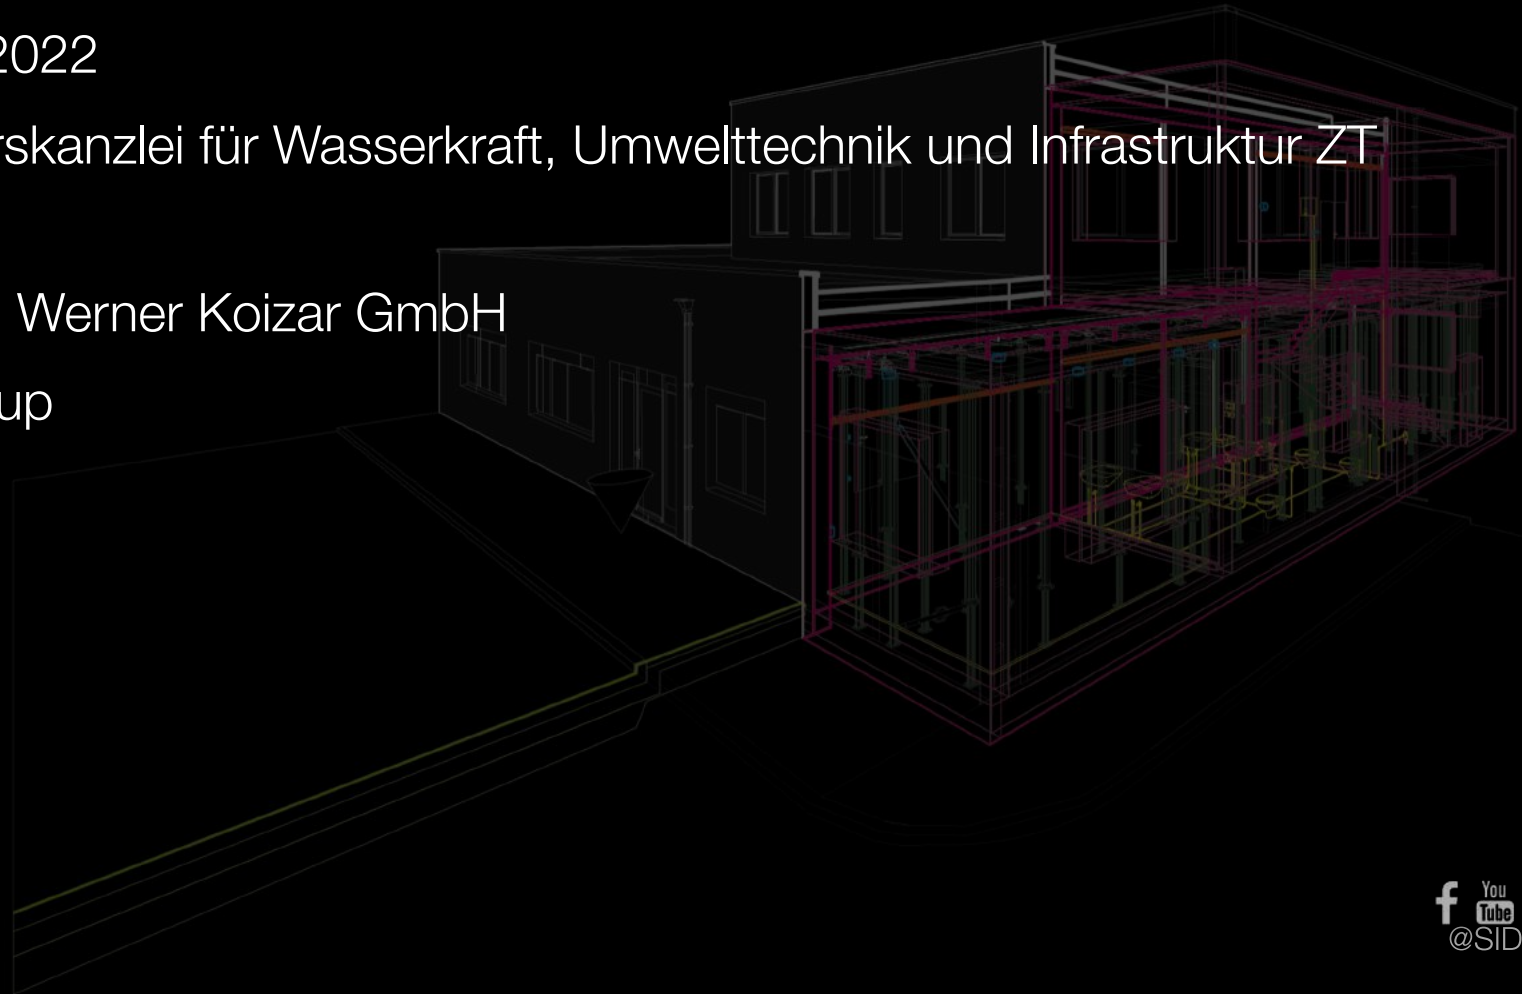 2022
rskanzlei für Wasserkraft, Umwelttechnik und Infrastruktur ZT
Werner Koizar GmbH
up
You
Tube
@SID